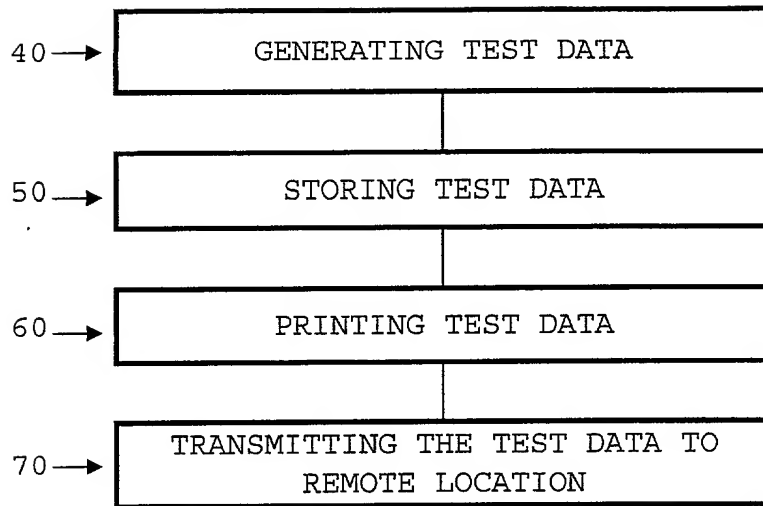 40 GENERATING TEST DATA
50 STORING TEST DATA
60 PRINTING TEST DATA
TRANSMITTING THE TEST DATA TO
70
REMOTE LOCATION